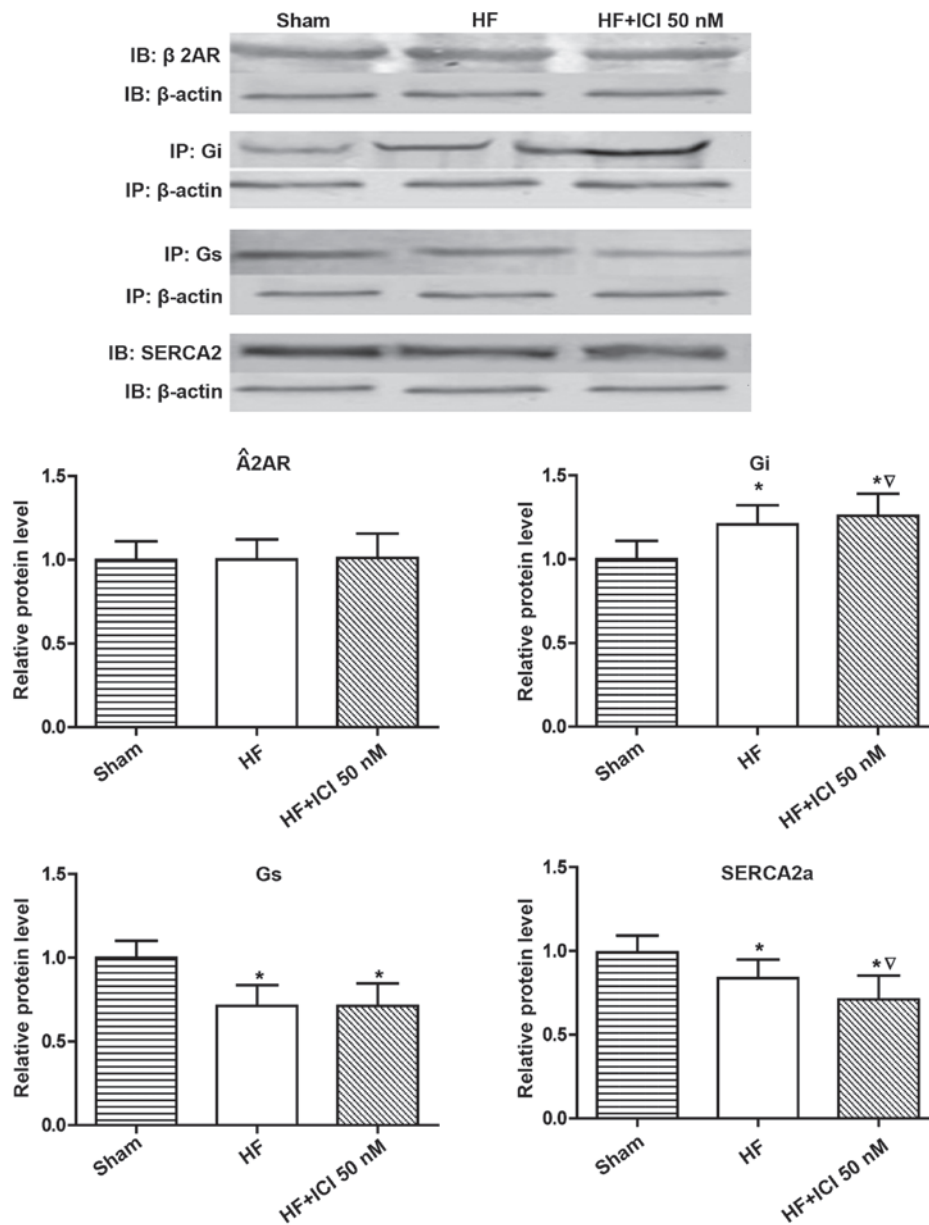 Sham HF HF+ICI 50 nM
IB: β 2AR
IB: β-actin
IP: Gi
IP: β-actin
IP: Gs
IP: β-actin
IB: SERCA2
IB: β-actin
Â2AR
Relative protein level
1.5
1.0
0.5
0.0
Sham
HF
HF+ICI 50 nM
Gi
Relative protein level
1.5
1.0
0.5
0.0
*
*∇
Sham
HF
HF+ICI 50 nM
Gs
Relative protein level
1.5
1.0
0.5
0.0
*
*
Sham
HF
HF+ICI 50 nM
SERCA2a
Relative protein level
1.5
1.0
0.5
0.0
*
*∇
Sham
HF
HF+ICI 50 nM